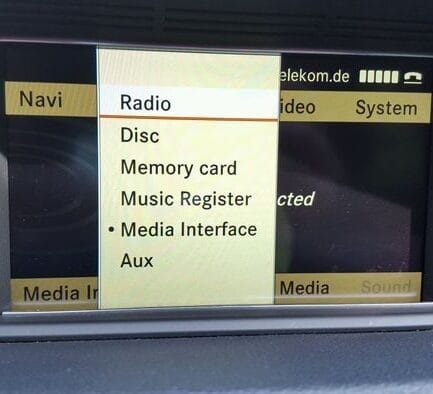 elekom.de
Navi ideo System
Radio
Disc
Memory card
Music Register
cted
• Media Interface
Aux
Media In Media Sound